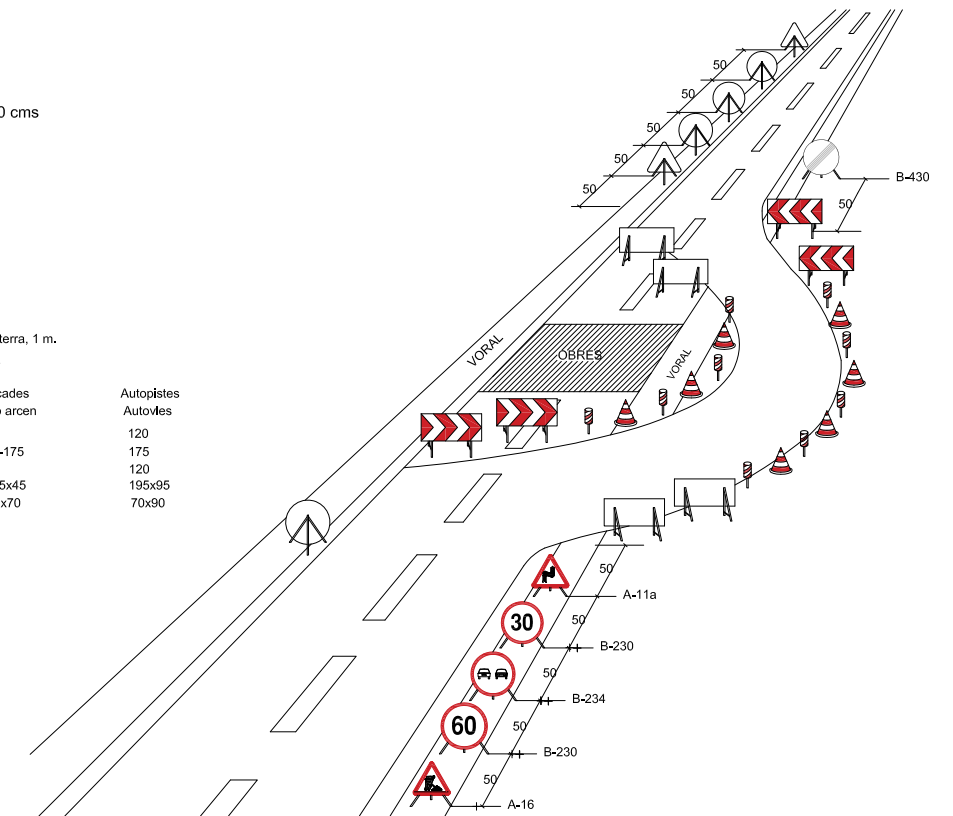 0 cms
terra, 1 m.
cades
Autopistes
o arcen
Autovies
120
-175
175
120
5x45
195x95
x70
70x90
50
50
50
50
50
B-430
50
VORAL
OBRES
VORAL
50
A-11a
30
50
B-230
50
B-234
60
50
B-230
50
A-16